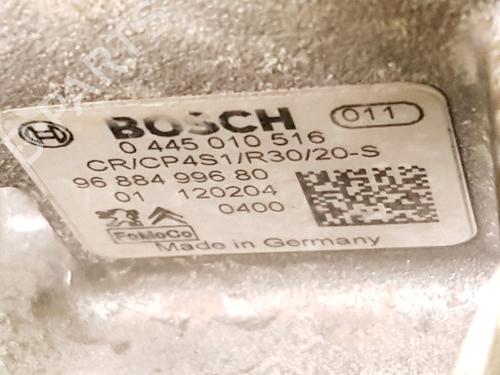 BOSCH 011
0 445 010 516
CR/CP4S1/R30/20-S
96 884 996 80
01 120204
0400
FoMoCo
Made in Germany